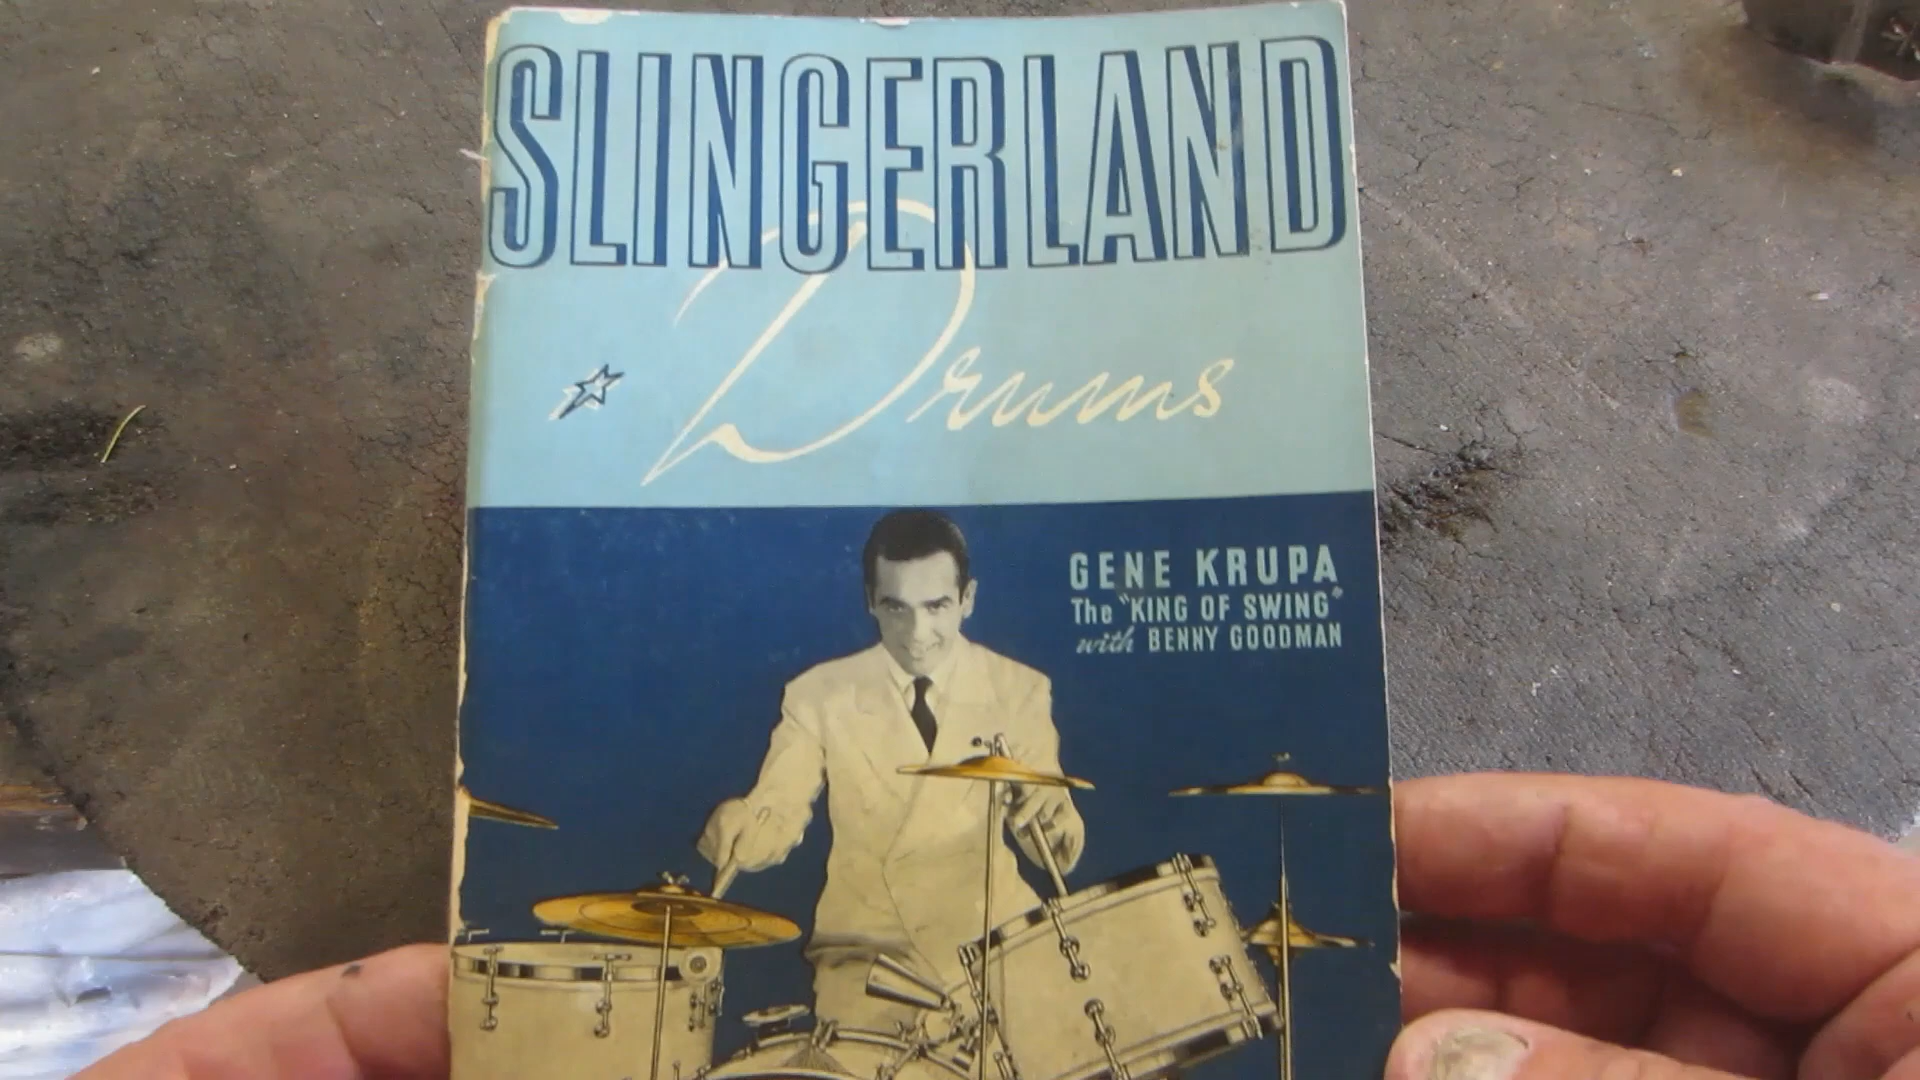 SLINGERLAND
Drums
GENE KRUPA
The "KING OF SWING"
with BENNY GOODMAN